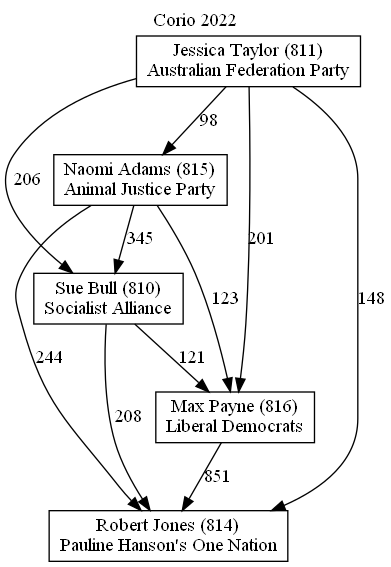 Corio 2022
Jessica Taylor (811)
Australian Federation Party
98
Naomi Adams (815)
Animal Justice Party
206
345
201
Sue Bull (810)
Socialist Alliance
123
148
244
121
208
Max Payne (816)
Liberal Democrats
851
Robert Jones (814)
Pauline Hanson's One Nation